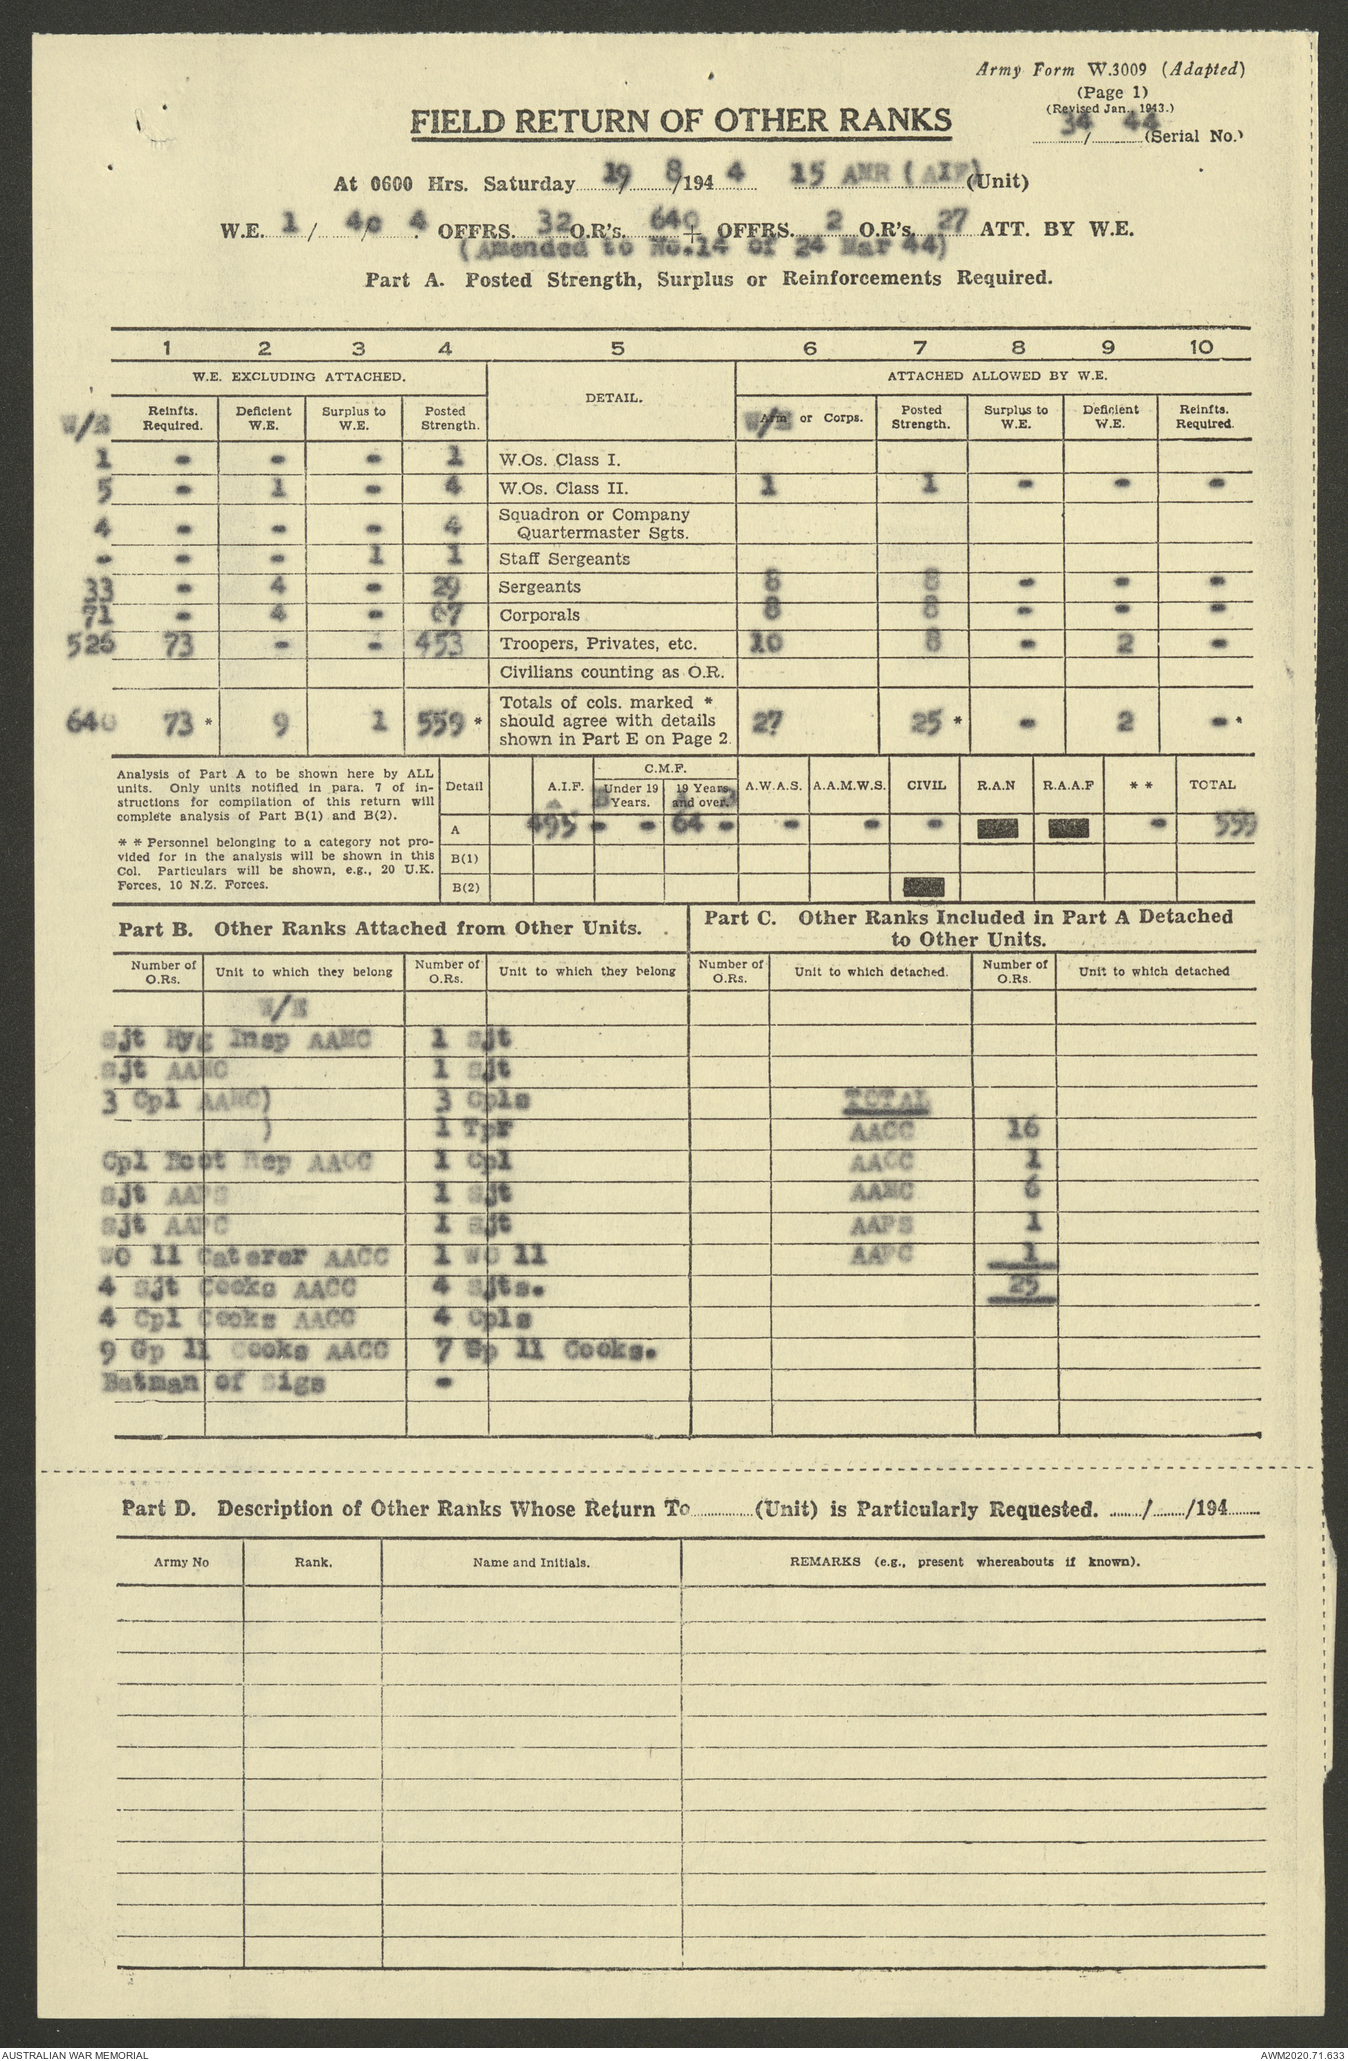 Army Form W.3009 (Adapted)
(Page 1)
(Revised Jan., 1943.)
34 / 44 (Serial No.)
FIELD RETURN OF OTHER RANKS
At 0600 Hrs. Saturday 19/8/1944 15 AMR (AIF) (Unit)
W.E. 1 / 4c / 4 OFFRS. 32 O.R's. 640 + OFFRS. 2 O.R's. 27 ATT. BY W.E.
(Amended to No.14 of 24 Mar 44)
Part A. Posted Strength, Surplus or Reinforcements Required.
1 2 3 4 5 6 7 8 9 10
W.E. EXCLUDING ATTACHED. DETAIL. ATTACHED ALLOWED BY W.E.
W/E Reinfts. Required. Deficient W.E. Surplus to W.E. Posted Strength. W/E Arm or Corps. Posted Strength. Surplus to W.E. Deficient W.E. Reinfts. Required.
1 - - - 1 W.Os. Class I.
5 - 1 - 4 W.Os. Class II. 1 1 - - -
4 - - - 4 Squadron or Company Quartermaster Sgts.
- - - 1 1 Staff Sergeants
33 - 4 - 29 Sergeants 8 8 - - -
71 - 4 - 67 Corporals 8 8 - - -
526 73 - - 453 Troopers, Privates, etc. 10 8 - 2 -
Civilians counting as O.R.
640 73 * 9 1 559 * Totals of cols. marked * should agree with details shown in Part E on Page 2 27 25 * - 2 - *
Analysis of Part A to be shown here by ALL
units. Only units notified in para. 7 of in-
structions for compilation of this return will
complete analysis of Part B(1) and B(2).
* * Personnel belonging to a category not pro-
vided for in the analysis will be shown in this
Col. Particulars will be shown, e.g., 20 U.K.
Forces, 10 N.Z. Forces.
Detail A.I.F. C.M.F. Under 19 Years. 19 Years and over. A.W.A.S. A.A.M.W.S. CIVIL R.A.N R.A.A.F * * TOTAL
A 495 - - 64 - - - - - 559
B(1)
B(2)
Part B. Other Ranks Attached from Other Units.
Number of O.Rs. Unit to which they belong Number of O.Rs. Unit to which they belong
W/E
Sjt Hyg Insp AAMC 1 Sjt
Sjt AAMC 1 Sjt
3 Cpl AAMC) 3 Cpls
) 1 Tpr
Cpl Boot Rep AAOC 1 Cpl
Sjt AAPS 1 Sjt
Sjt AAPC 1 Sjt
WO 11 Caterer AACC 1 WO 11
4 Sjt Cooks AACC 4 Sjts.
4 Cpl Cooks AACC 4 Cpls
9 Gp 11 Cooks AACC 7 Gp 11 Cooks.
Batman of Sigs -
Part C. Other Ranks Included in Part A Detached
to Other Units.
Number of O.Rs. Unit to which detached. Number of O.Rs. Unit to which detached
TOTAL
AACC 16
AAOC 1
AAMC 6
AAPS 1
AAPC 1
25
Part D. Description of Other Ranks Whose Return To (Unit) is Particularly Requested. / /194
Army No Rank. Name and Initials. REMARKS (e.g., present whereabouts if known).
AUSTRALIAN WAR MEMORIAL
AWM2020.71.633